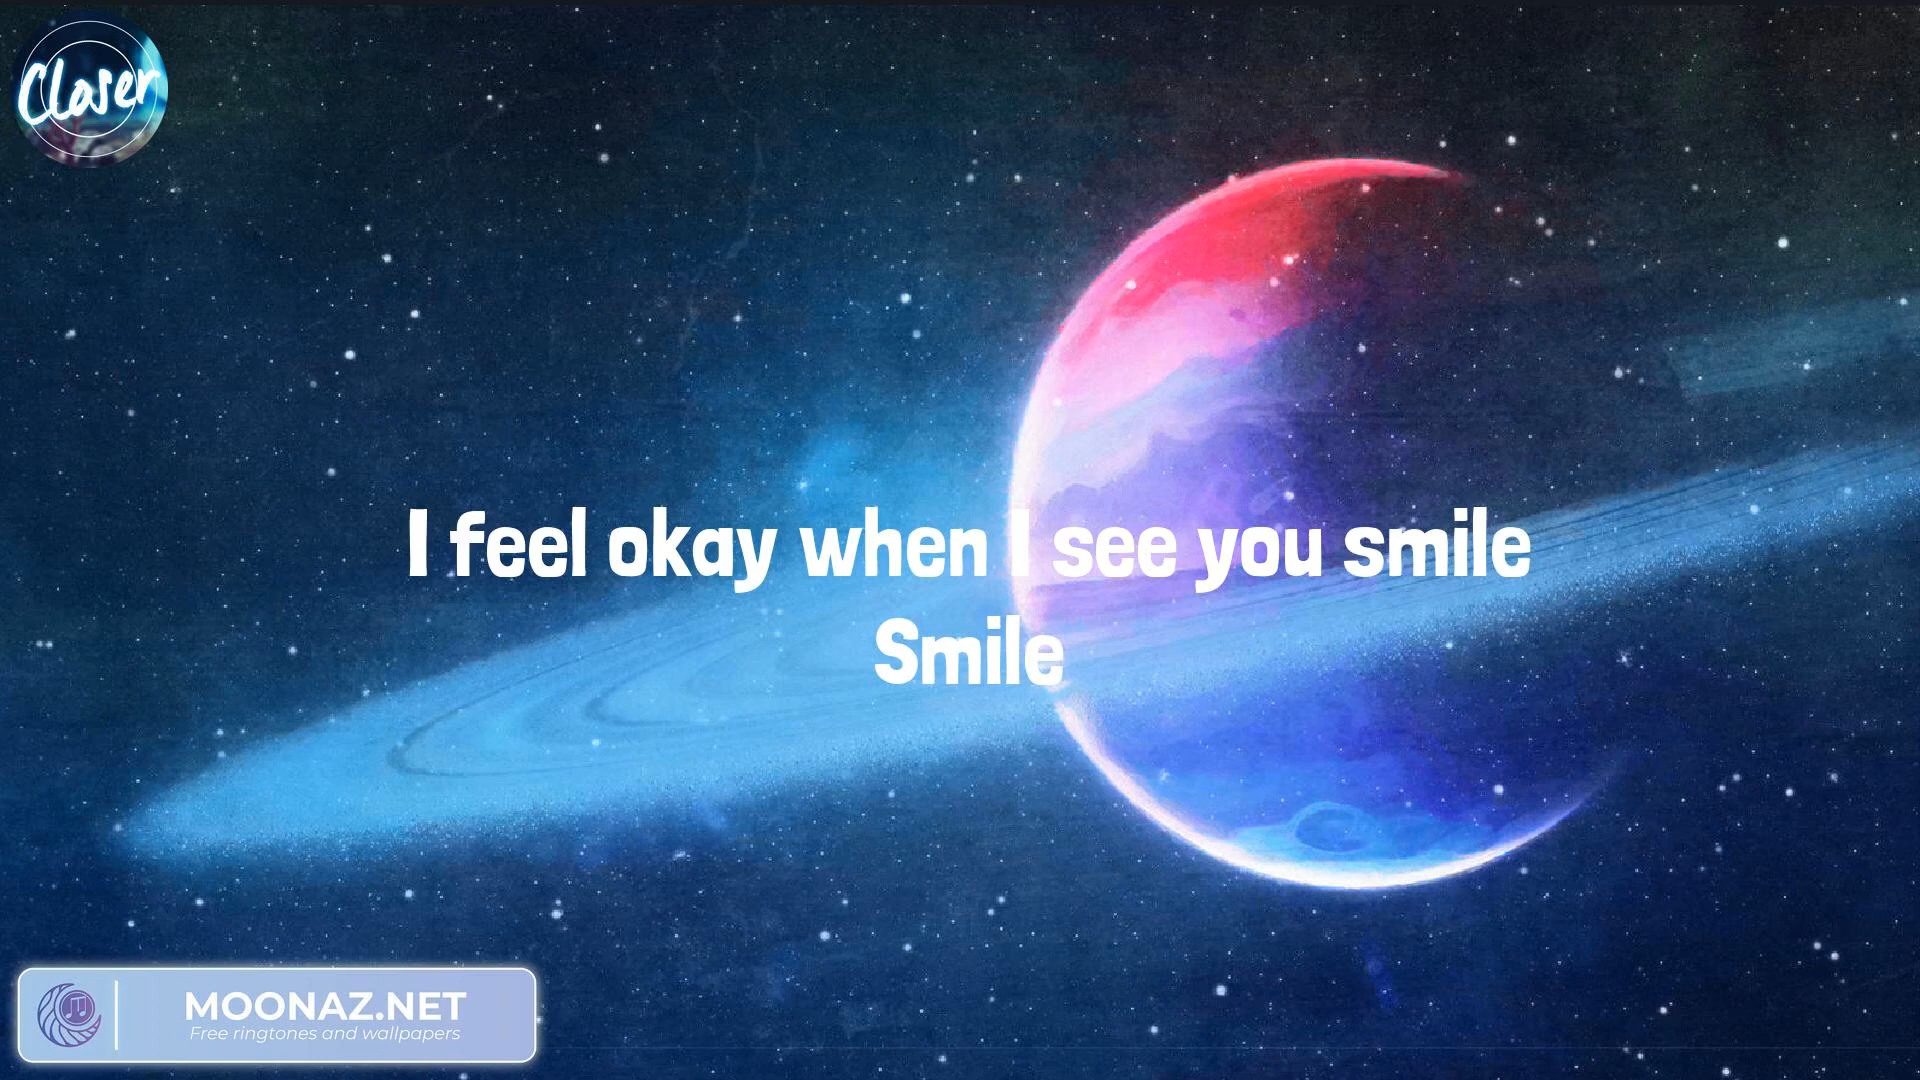 Closer
I feel okay when I see you smile
Smile
MOONAZ.NET
Free ringtones and wallpapers